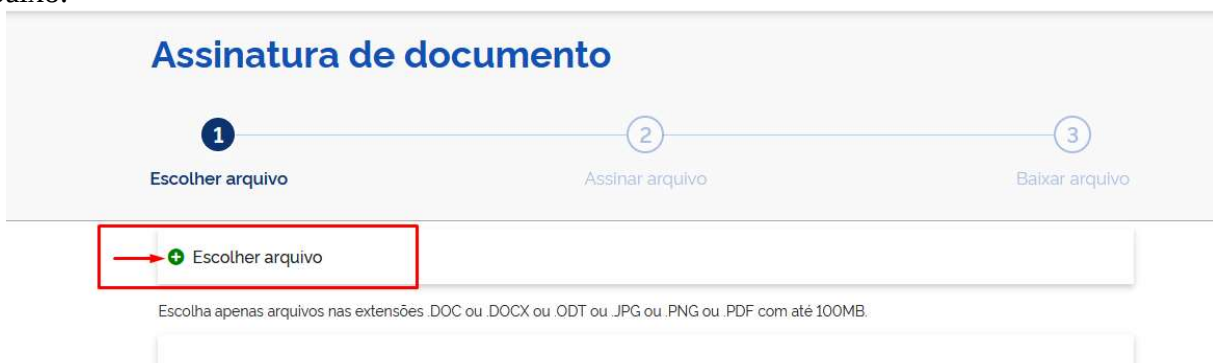 Assinatura de documento
1
2
3
Escolher arquivo
Assinar arquivo
Baixar arquivo
Escolher arquivo
Escolha apenas arquivos nas extensões .DOC ou .DOCX ou .ODT ou .JPG ou .PNG ou .PDF com até 100MB.